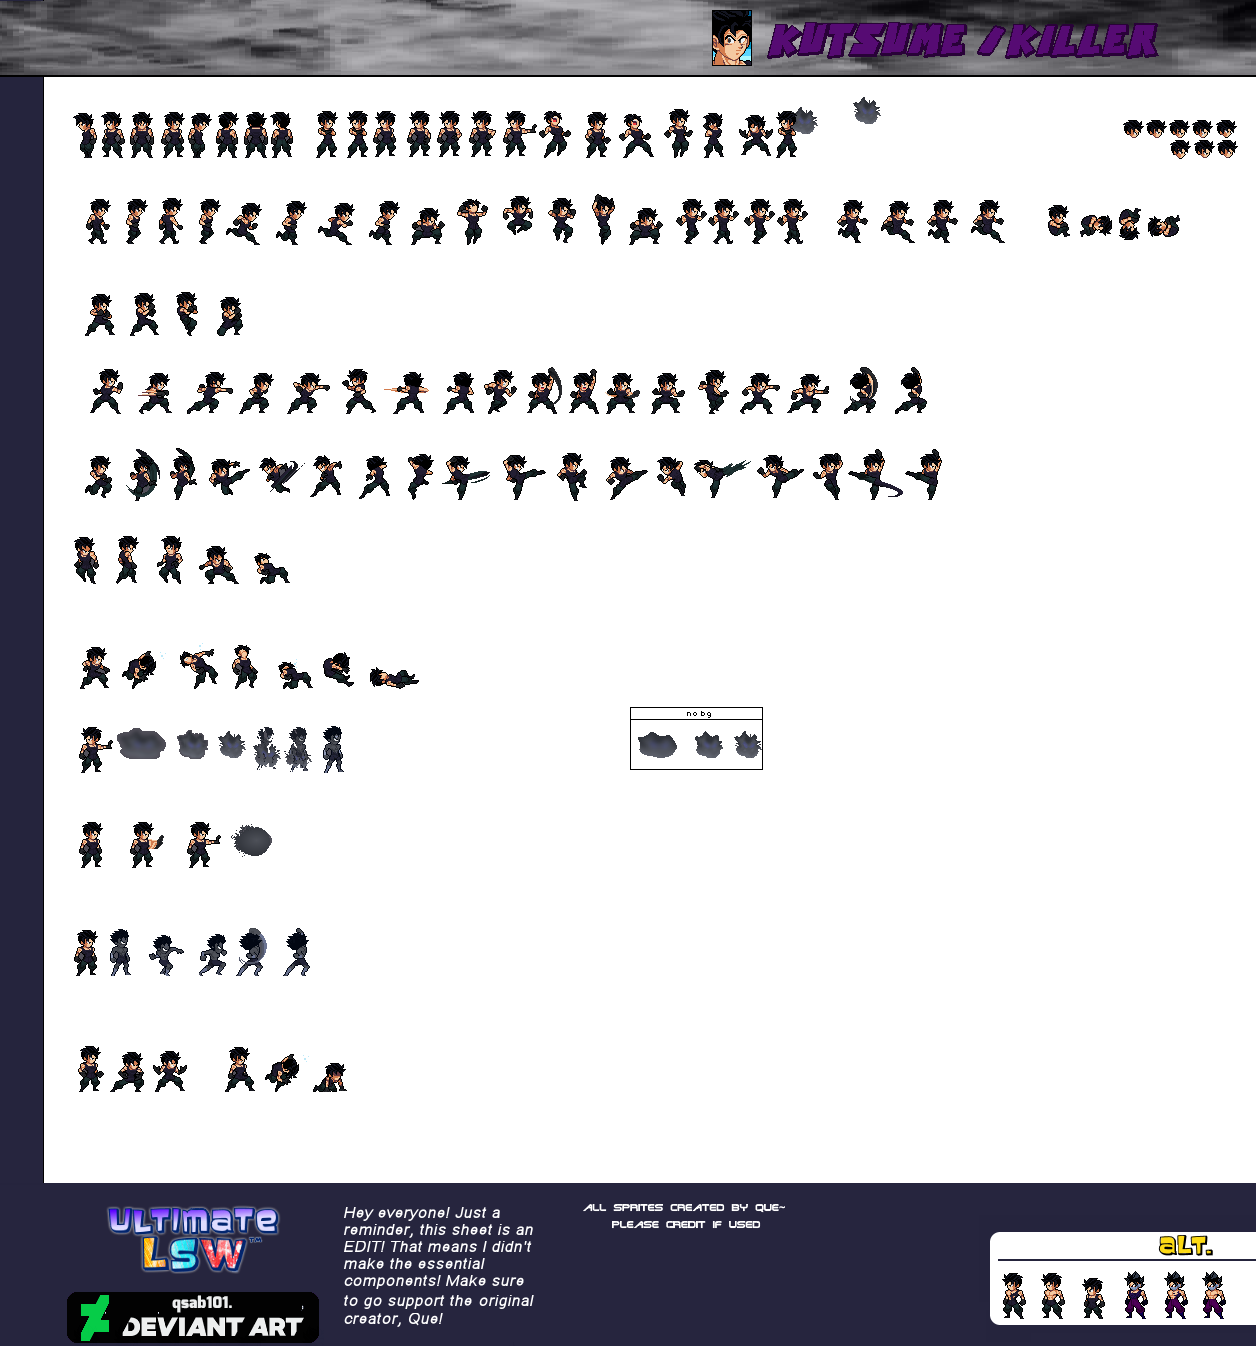 KUTSUME /KILLER
no bg
ULTIMATE
LSW™
Hey everyone! Just a
reminder, this sheet is an
EDIT! That means I didn't
make the essential
components! Make sure
to go support the original
creator, Que!
ALL SPRITES CREATED BY QUE~
PLEASE CREDIT IF USED
qsab101.
DEVIANT ART
ALT.